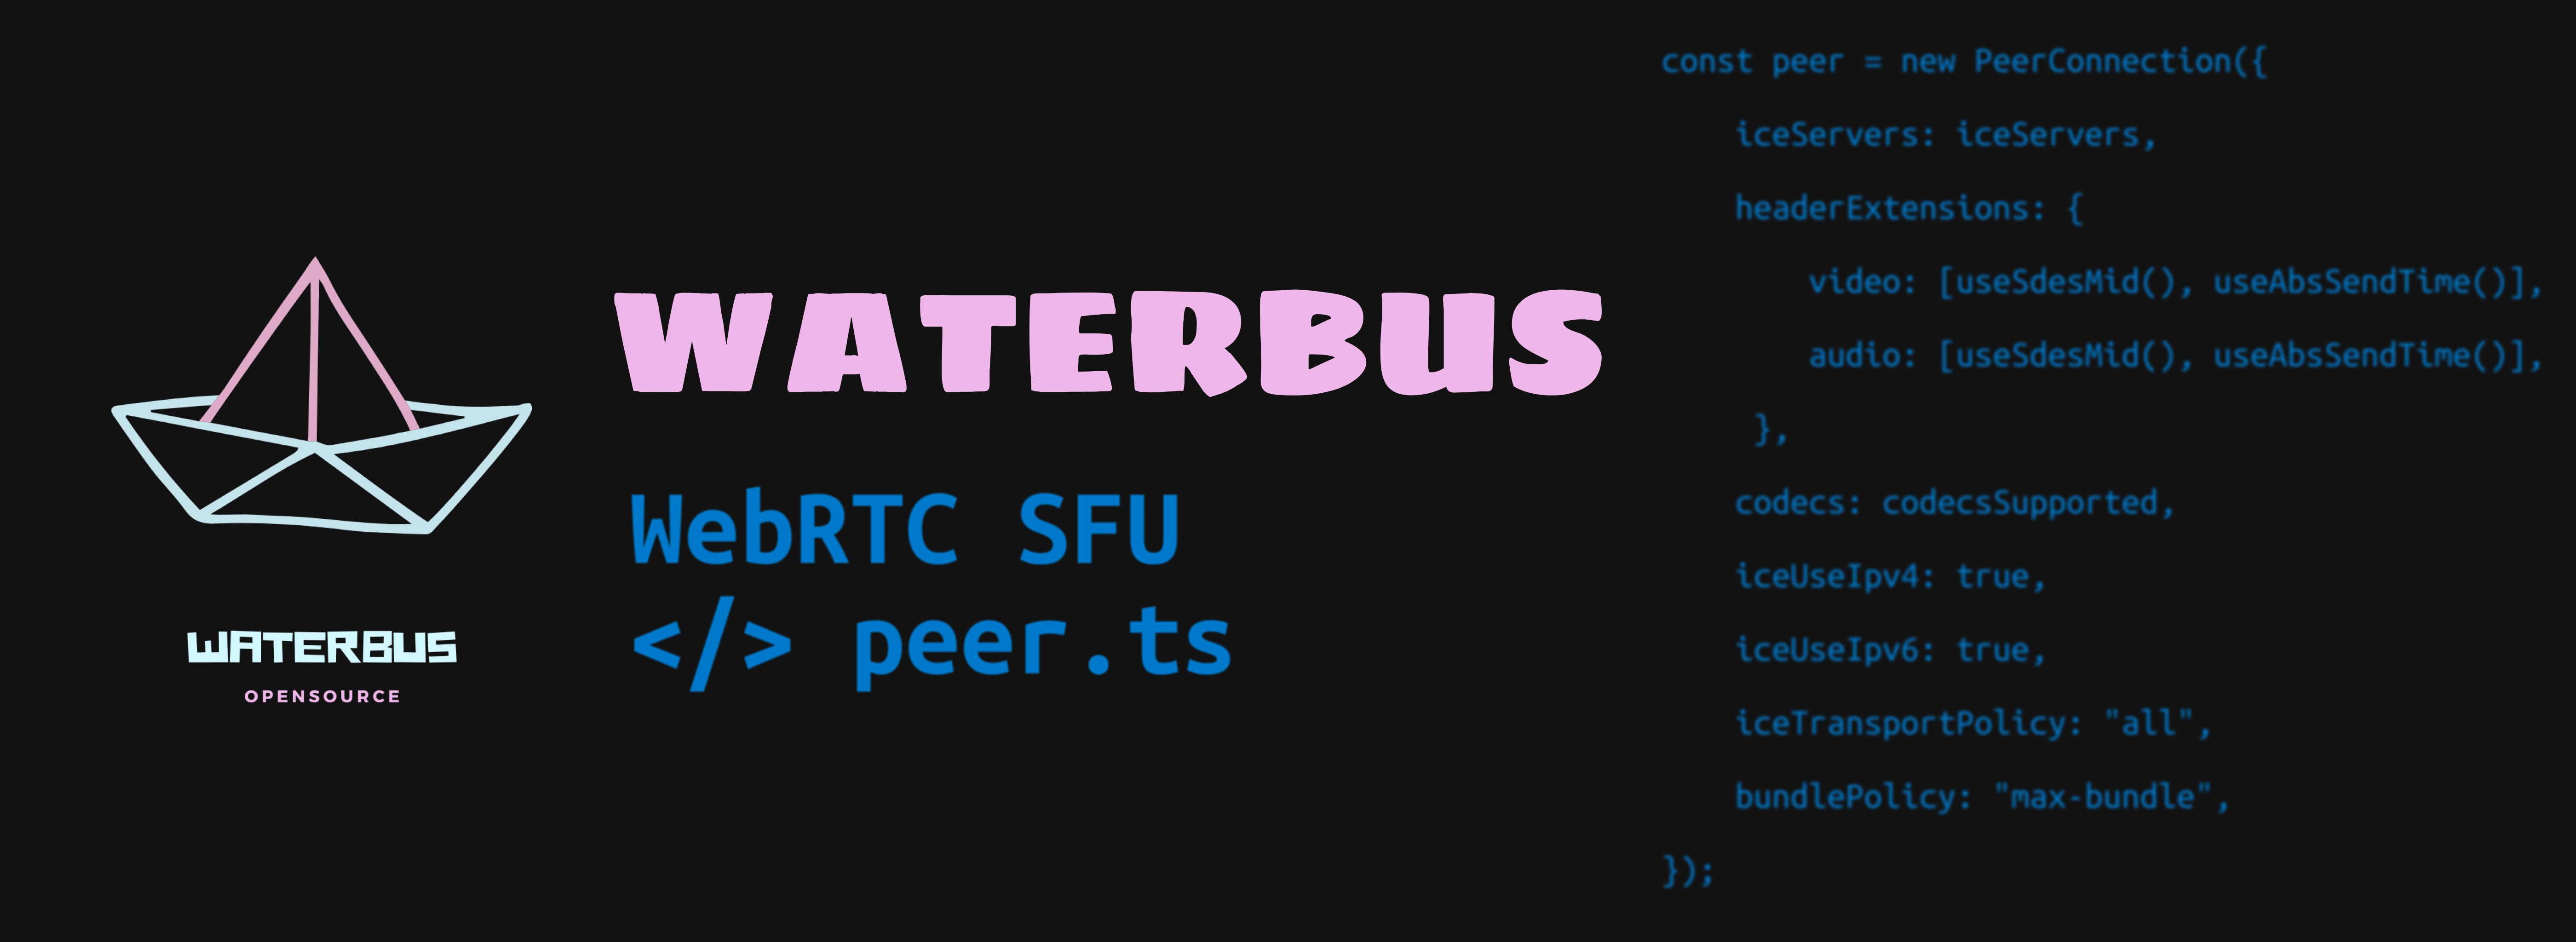 WATERBUS
OPENSOURCE
WATERBUS
WebRTC SFU
</> peer.ts
const peer = new PeerConnection({
iceServers: iceServers,
headerExtensions: {
video: [useSdesMid(), useAbsSendTime()],
audio: [useSdesMid(), useAbsSendTime()],
},
codecs: codecsSupported,
iceUseIpv4: true,
iceUseIpv6: true,
iceTransportPolicy: "all",
bundlePolicy: "max-bundle",
});